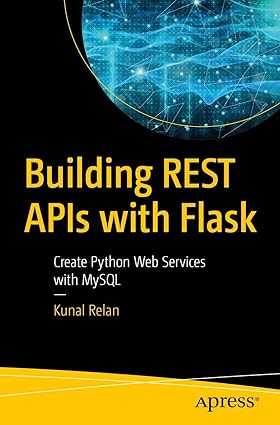 Building REST
APIs with Flask
Create Python Web Services
with MySQL
—
Kunal Relan
Apress®